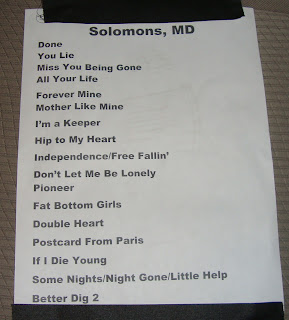 Solomons, MD
Done
You Lie
Miss You Being Gone
All Your Life
Forever Mine
Mother Like Mine
I'm a Keeper
Hip to My Heart
Independence/Free Fallin'
Don't Let Me Be Lonely
Pioneer
Fat Bottom Girls
Double Heart
Postcard From Paris
If I Die Young
Some Nights/Night Gone/Little Help
Better Dig 2